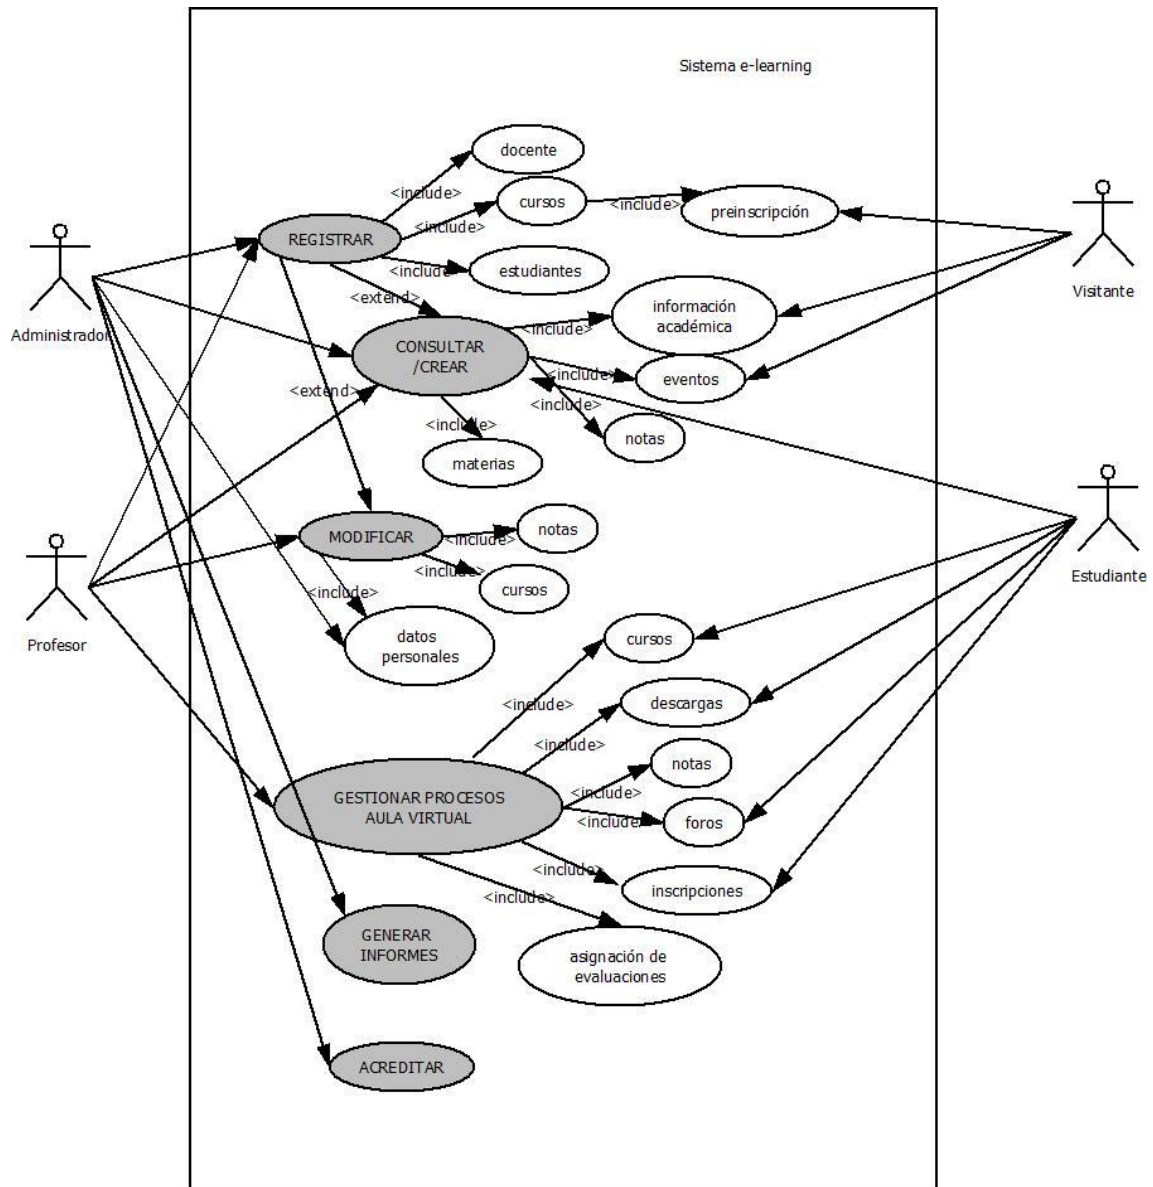 Sistema e-learning
docente
<include>
cursos
<include>
preinscripción
<include>
REGISTRAR
estudiantes
<include>
Administrador
Visitante
<extend>
información
académica
<include>
CONSULTAR
/CREAR
eventos
<include>
<extend>
<include>
notas
<include>
materias
MODIFICAR
notas
<include>
cursos
<include>
Profesor
Estudiante
<include>
datos
personales
cursos
<include>
descargas
<include>
notas
<include>
GESTIONAR PROCESOS
AULA VIRTUAL
foros
<include
inscripciones
<include>
<include>
GENERAR
INFORMES
asignación de
evaluaciones
ACREDITAR